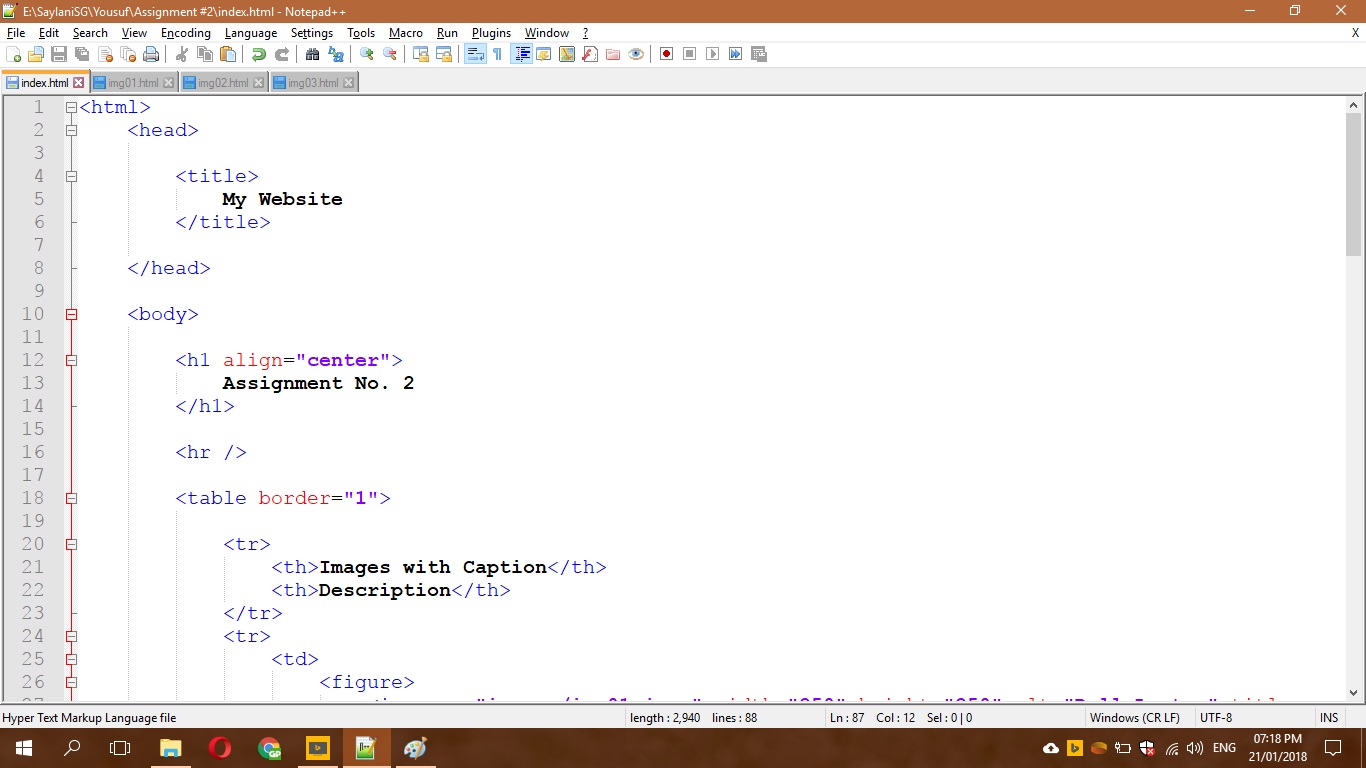 E:\SaylaniSG\Yousuf\Assignment #2\index.html - Notepad++
File Edit Search View Encoding Language Settings Tools Macro Run Plugins Window ? X
index.html img01.html img02.html img03.html
1 <html>
2 <head>
3
4 <title>
5 My Website
6 </title>
7
8 </head>
9
10 <body>
11
12 <h1 align="center">
13 Assignment No. 2
14 </h1>
15
16 <hr />
17
18 <table border="1">
19
20 <tr>
21 <th>Images with Caption</th>
22 <th>Description</th>
23 </tr>
24 <tr>
25 <td>
26 <figure>
Hyper Text Markup Language file length : 2,940 lines : 88 Ln : 87 Col : 12 Sel : 0 | 0 Windows (CR LF) UTF-8 INS
ENG 07:18 PM
21/01/2018